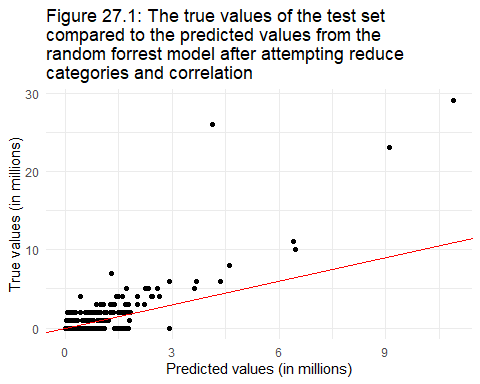 Figure 27.1: The true values of the test set
compared to the predicted values from the
random forrest model after attempting reduce
categories and correlation
30
20
10
0
True values (in millions)
0 3 6 9
Predicted values (in millions)